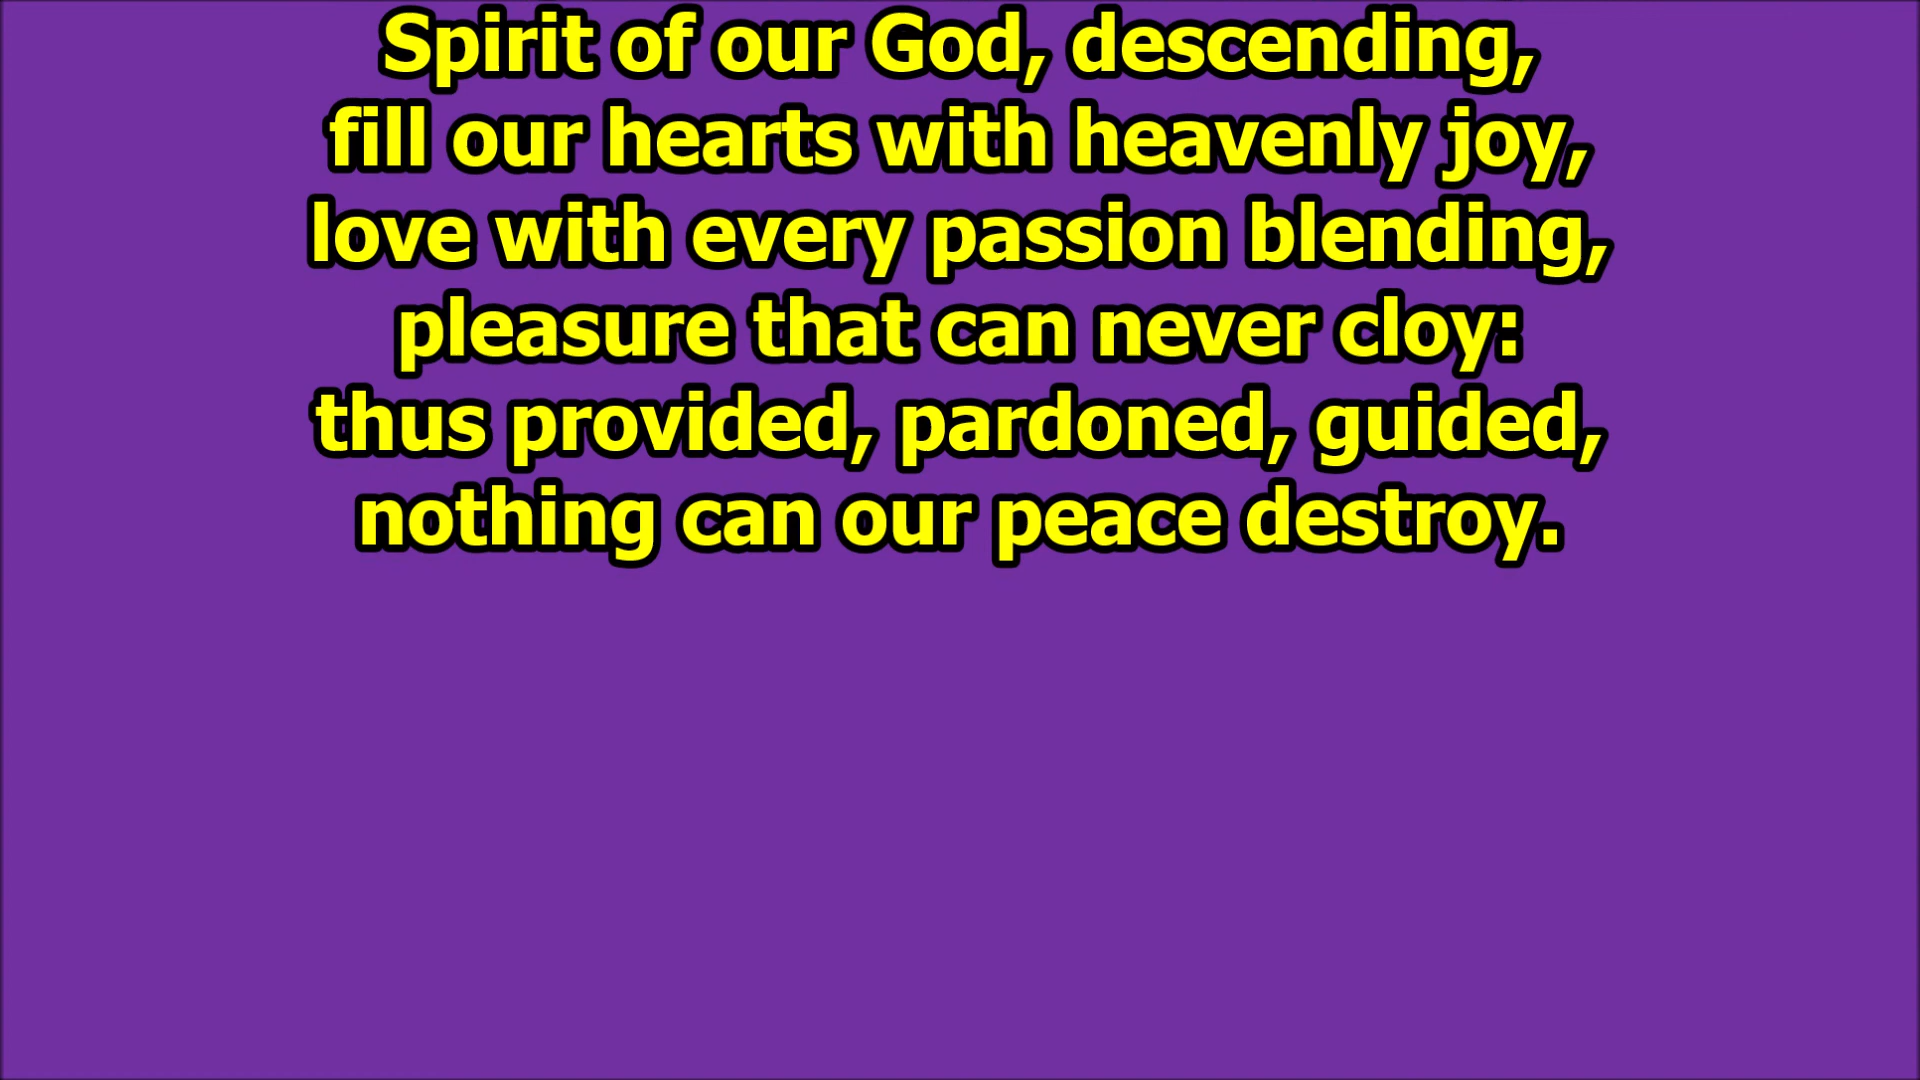 Spirit of our God, descending,
fill our hearts with heavenly joy,
love with every passion blending,
pleasure that can never cloy:
thus provided, pardoned, guided,
nothing can our peace destroy.